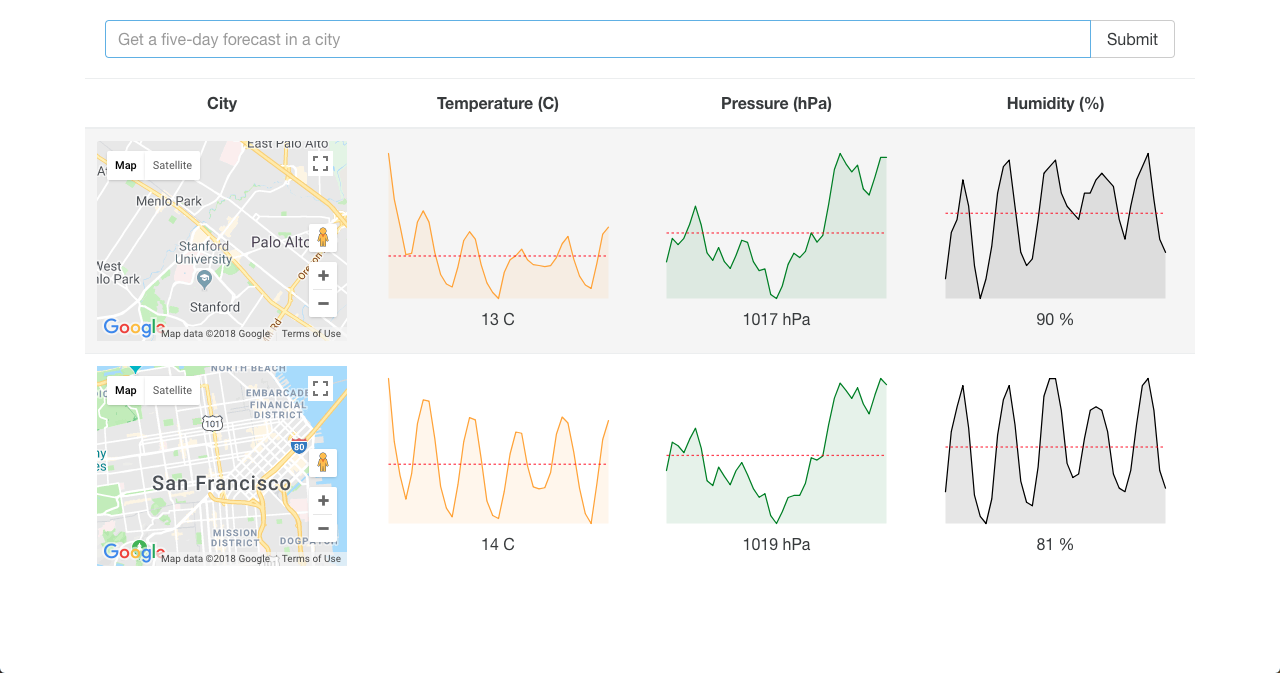 Get a five-day forecast in a city
Submit
City
Temperature (C)
Pressure (hPa)
Humidity (%)
East Palo Alto
Map
Satellite
Menlo Park
Palo Alto
Stanford
University
West
Stanford
Google
Map data ©2018 Google
Terms of Use
13 C
1017 hPa
90 %
NORTH BEACH
Map
Satellite
EMBARCADE
FINANCIAL
DISTRICT
101
80
San Francisco
MISSION
DISTRICT
DOGPATCH
Google
Map data ©2018 Google
Terms of Use
14 C
1019 hPa
81 %